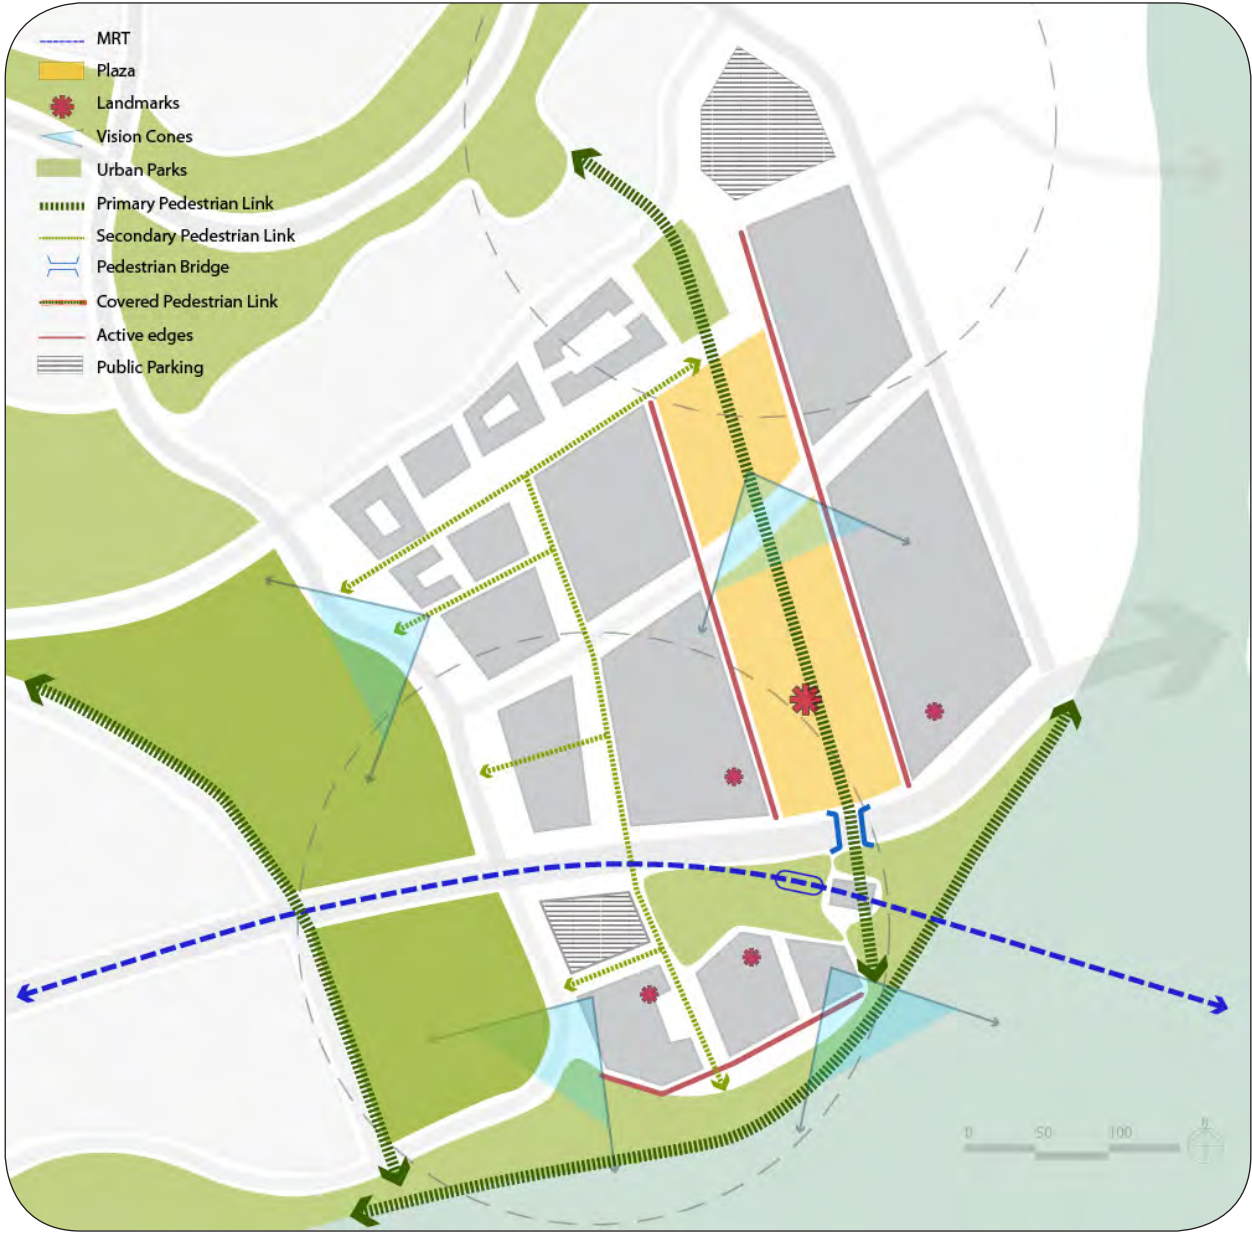 MRT
Plaza
Landmarks
Vision Cones
Urban Parks
Primary Pedestrian Link
Secondary Pedestrian Link
Pedestrian Bridge
Covered Pedestrian Link
Active edges
Public Parking
0 50 100
N